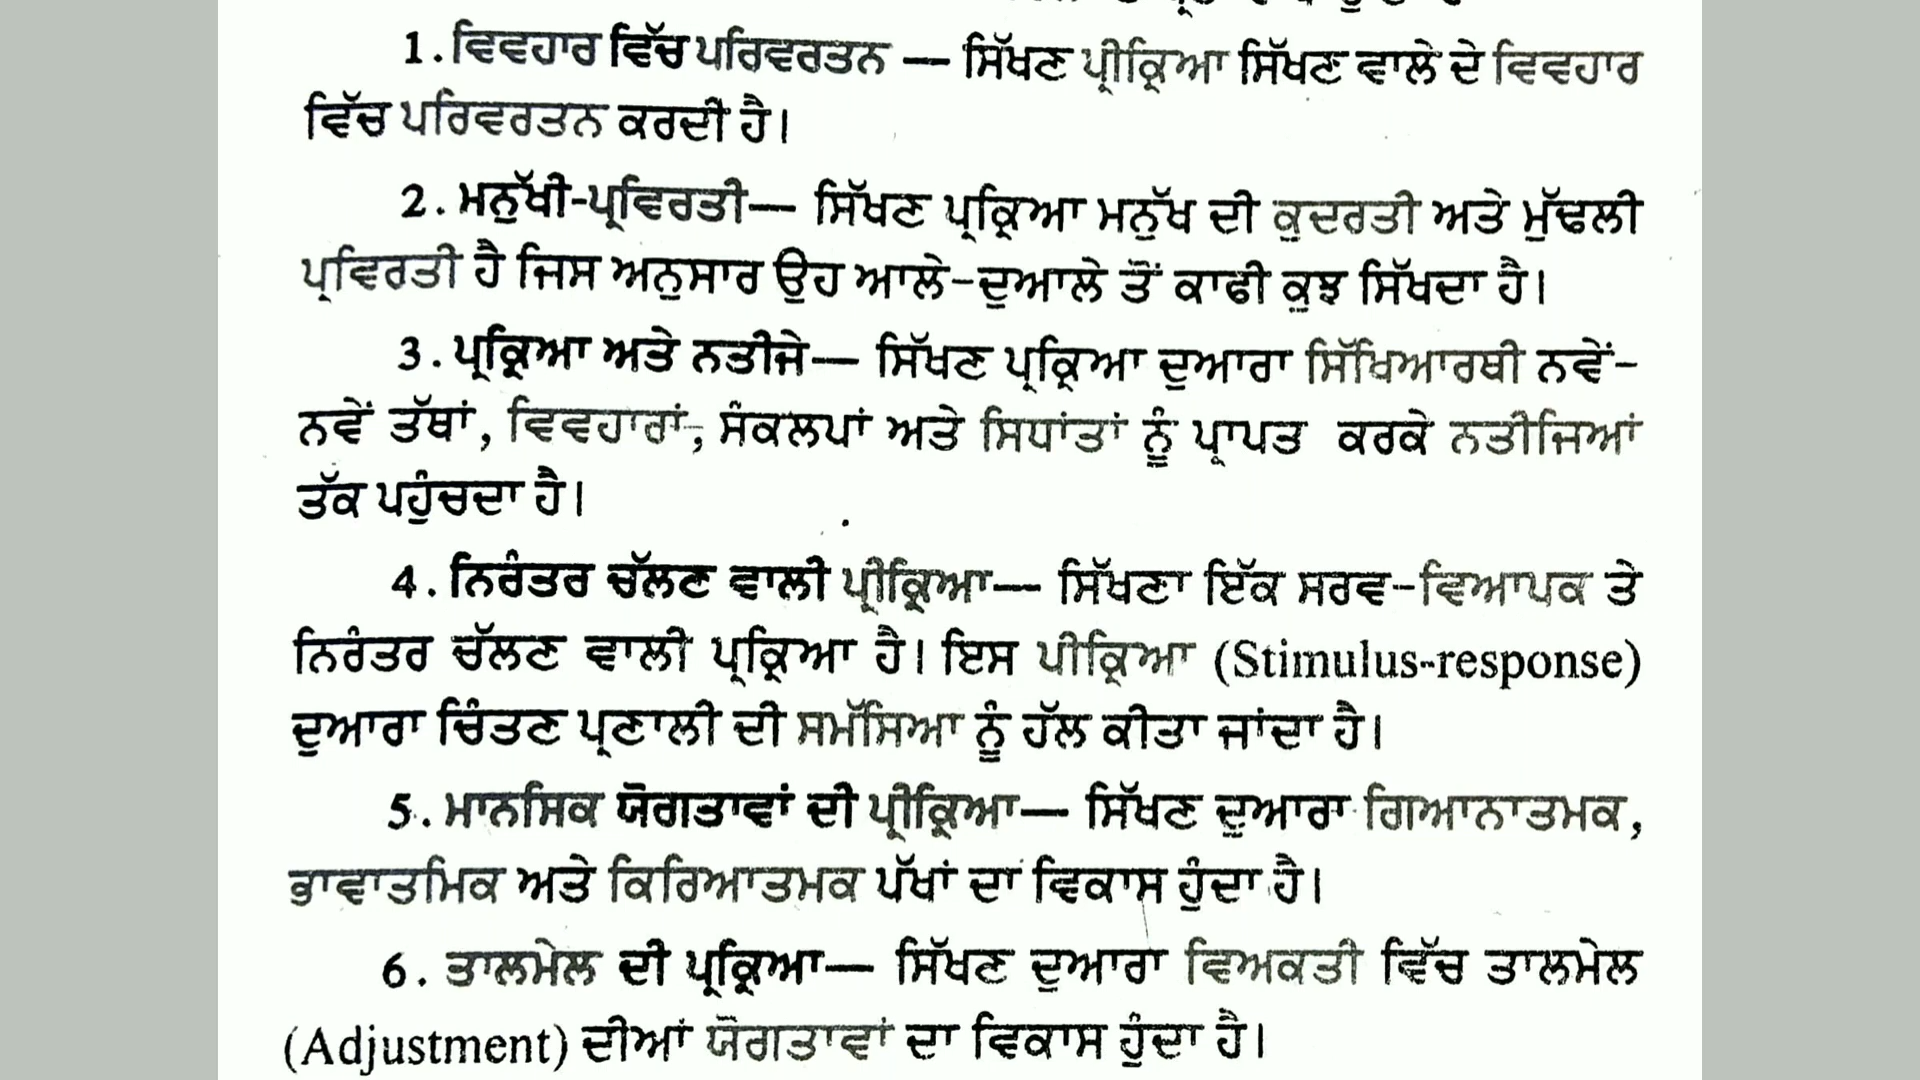 1. ਵਿਵਹਾਰ ਵਿੱਚ ਪਰਿਵਰਤਨ — ਸਿੱਖਣ ਪ੍ਰੀਕ੍ਰਿਆ ਸਿੱਖਣ ਵਾਲੇ ਦੇ ਵਿਵਹਾਰ
ਵਿੱਚ ਪਰਿਵਰਤਨ ਕਰਦੀ ਹੈ।
2. ਮਨੁੱਖੀ-ਪ੍ਰਵਿਰਤੀ— ਸਿੱਖਣ ਪ੍ਰਕ੍ਰਿਆ ਮਨੁੱਖ ਦੀ ਕੁਦਰਤੀ ਅਤੇ ਮੁੱਢਲੀ
ਪ੍ਰਵਿਰਤੀ ਹੈ ਜਿਸ ਅਨੁਸਾਰ ਉਹ ਆਲੇ-ਦੁਆਲੇ ਤੋਂ ਕਾਫੀ ਕੁਝ ਸਿੱਖਦਾ ਹੈ।
3. ਪ੍ਰਕ੍ਰਿਆ ਅਤੇ ਨਤੀਜੇ— ਸਿੱਖਣ ਪ੍ਰਕ੍ਰਿਆ ਦੁਆਰਾ ਸਿੱਖਿਆਰਥੀ ਨਵੇਂ-
ਨਵੇਂ ਤੱਥਾਂ, ਵਿਵਹਾਰਾਂ, ਸੰਕਲਪਾਂ ਅਤੇ ਸਿਧਾਂਤਾਂ ਨੂੰ ਪ੍ਰਾਪਤ ਕਰਕੇ ਨਤੀਜਿਆਂ
ਤੱਕ ਪਹੁੰਚਦਾ ਹੈ।
4. ਨਿਰੰਤਰ ਚੱਲਣ ਵਾਲੀ ਪ੍ਰੀਕ੍ਰਿਆ— ਸਿੱਖਣਾ ਇੱਕ ਸਰਵ-ਵਿਆਪਕ ਤੇ
ਨਿਰੰਤਰ ਚੱਲਣ ਵਾਲੀ ਪ੍ਰਕ੍ਰਿਆ ਹੈ। ਇਸ ਪੀਕ੍ਰਿਆ (Stimulus-response)
ਦੁਆਰਾ ਚਿੰਤਣ ਪ੍ਰਣਾਲੀ ਦੀ ਸਮੱਸਿਆ ਨੂੰ ਹੱਲ ਕੀਤਾ ਜਾਂਦਾ ਹੈ।
5. ਮਾਨਸਿਕ ਯੋਗਤਾਵਾਂ ਦੀ ਪ੍ਰੀਕ੍ਰਿਆ— ਸਿੱਖਣ ਦੁਆਰਾ ਗਿਆਨਾਤਮਕ,
ਭਾਵਾਤਮਿਕ ਅਤੇ ਕਿਰਿਆਤਮਕ ਪੱਖਾਂ ਦਾ ਵਿਕਾਸ ਹੁੰਦਾ ਹੈ।
6. ਤਾਲਮੇਲ ਦੀ ਪ੍ਰਕ੍ਰਿਆ— ਸਿੱਖਣ ਦੁਆਰਾ ਵਿਅਕਤੀ ਵਿੱਚ ਤਾਲਮੇਲ
(Adjustment) ਦੀਆਂ ਯੋਗਤਾਵਾਂ ਦਾ ਵਿਕਾਸ ਹੁੰਦਾ ਹੈ।